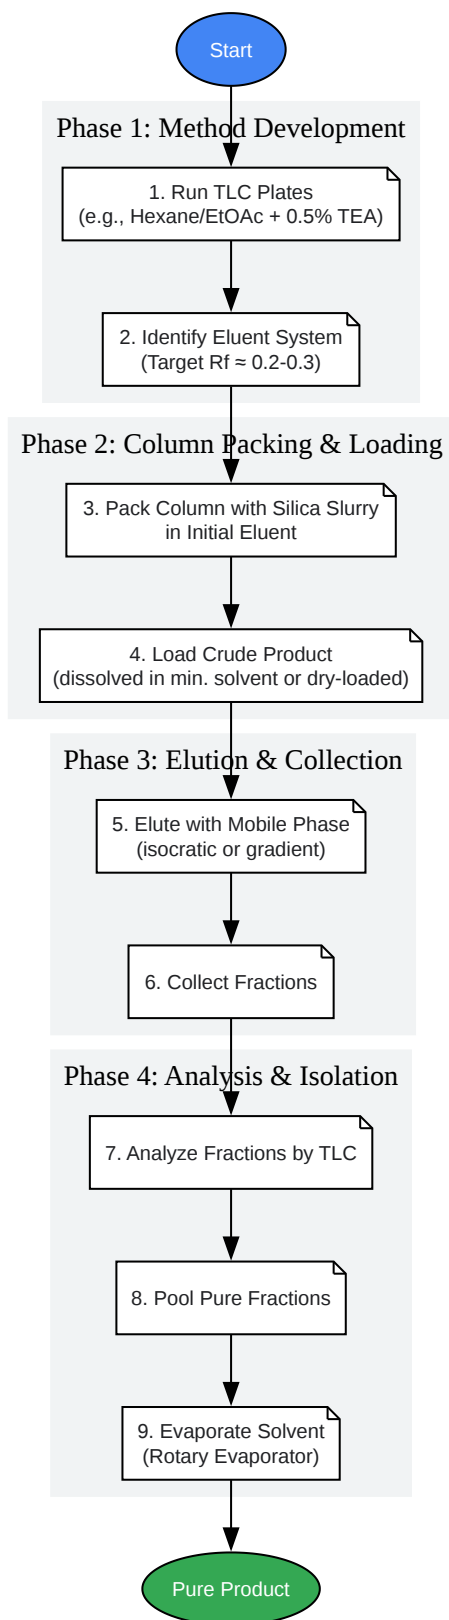 Start
Phase 1: Method Development
1. Run TLC Plates
(e.g., Hexane/EtOAc + 0.5% TEA)
2. Identify Eluent System
(Target Rf ≈ 0.2-0.3)
Phase 2: Column Packing & Loading
3. Pack Column with Silica Slurry
in Initial Eluent
4. Load Crude Product
(dissolved in min. solvent or dry-loaded)
Phase 3: Elution & Collection
5. Elute with Mobile Phase
(isocratic or gradient)
6. Collect Fractions
Phase 4: Analysis & Isolation
7. Analyze Fractions by TLC
8. Pool Pure Fractions
9. Evaporate Solvent
(Rotary Evaporator)
Pure Product